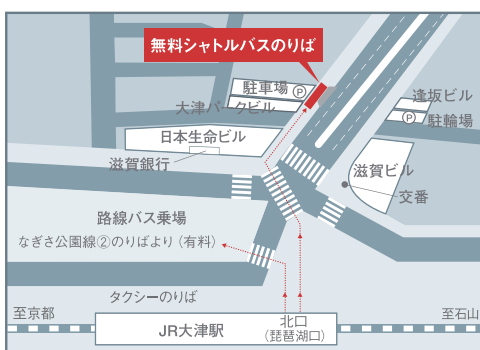 無料シャトルバスのりば
駐車場 P
大津パークビル
日本生命ビル
滋賀銀行
逢坂ビル
P 駐輪場
滋賀ビル
交番
路線バス乗場
なぎさ公園線②のりばより(有料)
タクシーのりば
至京都
JR大津駅
北口
(琵琶湖口)
至石山